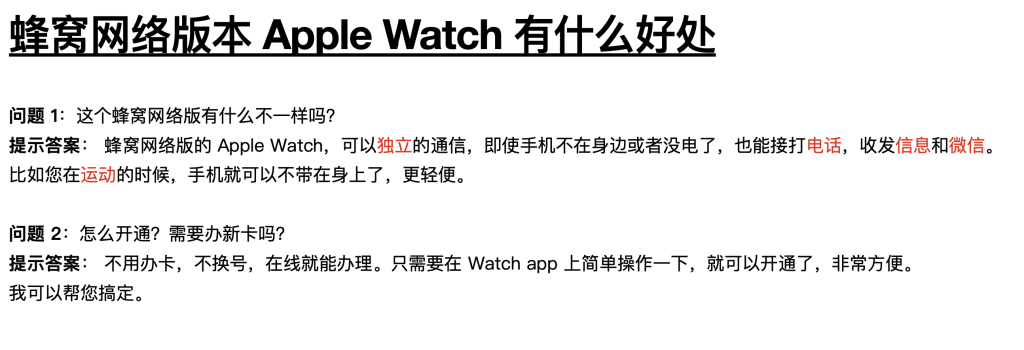 蜂窝网络版本 Apple Watch 有什么好处
问题 1：这个蜂窝网络版有什么不一样吗？
提示答案： 蜂窝网络版的 Apple Watch，可以独立的通信，即使手机不在身边或者没电了，也能接打电话，收发信息和微信。
比如您在运动的时候，手机就可以不带在身上了，更轻便。
问题 2：怎么开通？需要办新卡吗？
提示答案： 不用办卡，不换号，在线就能办理。只需要在 Watch app 上简单操作一下，就可以开通了，非常方便。
我可以帮您搞定。